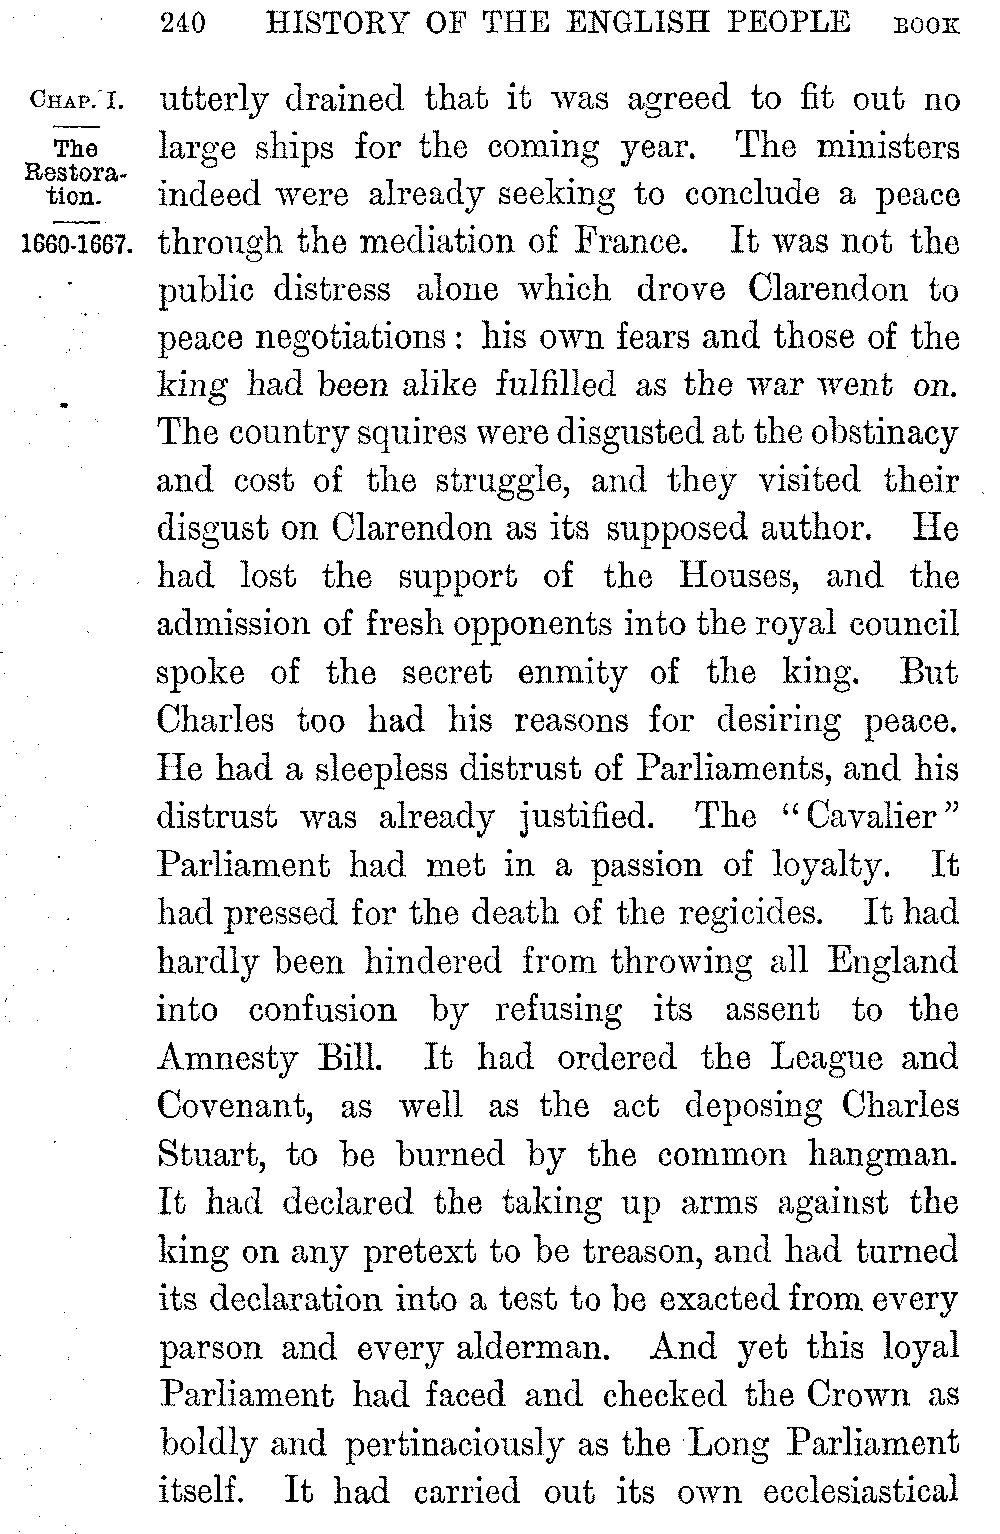 240 HISTORY OF THE ENGLISH PEOPLE BOOK
CHAP. I.
The
Restora-
tion.
1660-1667.
utterly drained that it was agreed to fit out no
large ships for the coming year. The ministers
indeed were already seeking to conclude a peace
through the mediation of France. It was not the
public distress alone which drove Clarendon to
peace negotiations: his own fears and those of the
king had been alike fulfilled as the war went on.
The country squires were disgusted at the obstinacy
and cost of the struggle, and they visited their
disgust on Clarendon as its supposed author. He
had lost the support of the Houses, and the
admission of fresh opponents into the royal council
spoke of the secret enmity of the king. But
Charles too had his reasons for desiring peace.
He had a sleepless distrust of Parliaments, and his
distrust was already justified. The "Cavalier"
Parliament had met in a passion of loyalty. It
had pressed for the death of the regicides. It had
hardly been hindered from throwing all England
into confusion by refusing its assent to the
Amnesty Bill. It had ordered the League and
Covenant, as well as the act deposing Charles
Stuart, to be burned by the common hangman.
It had declared the taking up arms against the
king on any pretext to be treason, and had turned
its declaration into a test to be exacted from every
parson and every alderman. And yet this loyal
Parliament had faced and checked the Crown as
boldly and pertinaciously as the Long Parliament
itself. It had carried out its own ecclesiastical